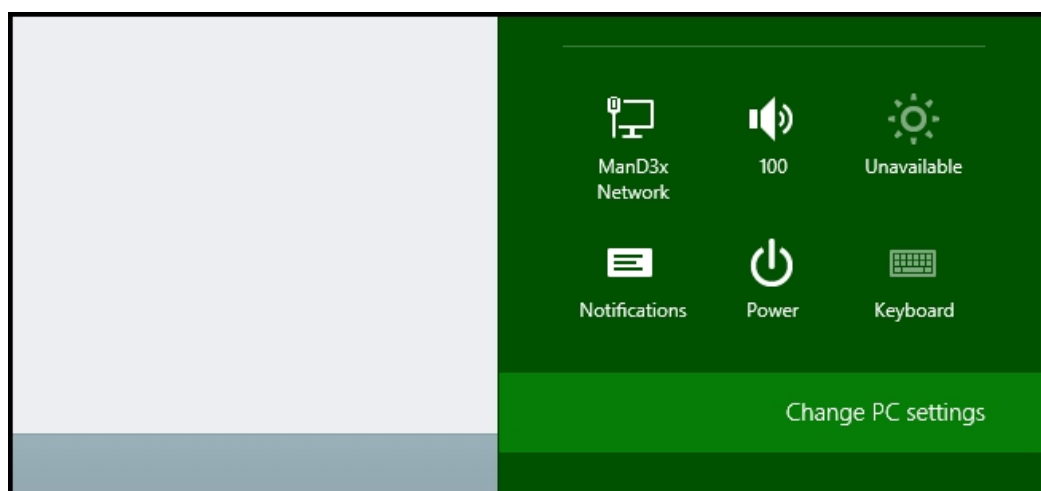 ManD3x
Network
100
Unavailable
Notifications
Power
Keyboard
Change PC settings